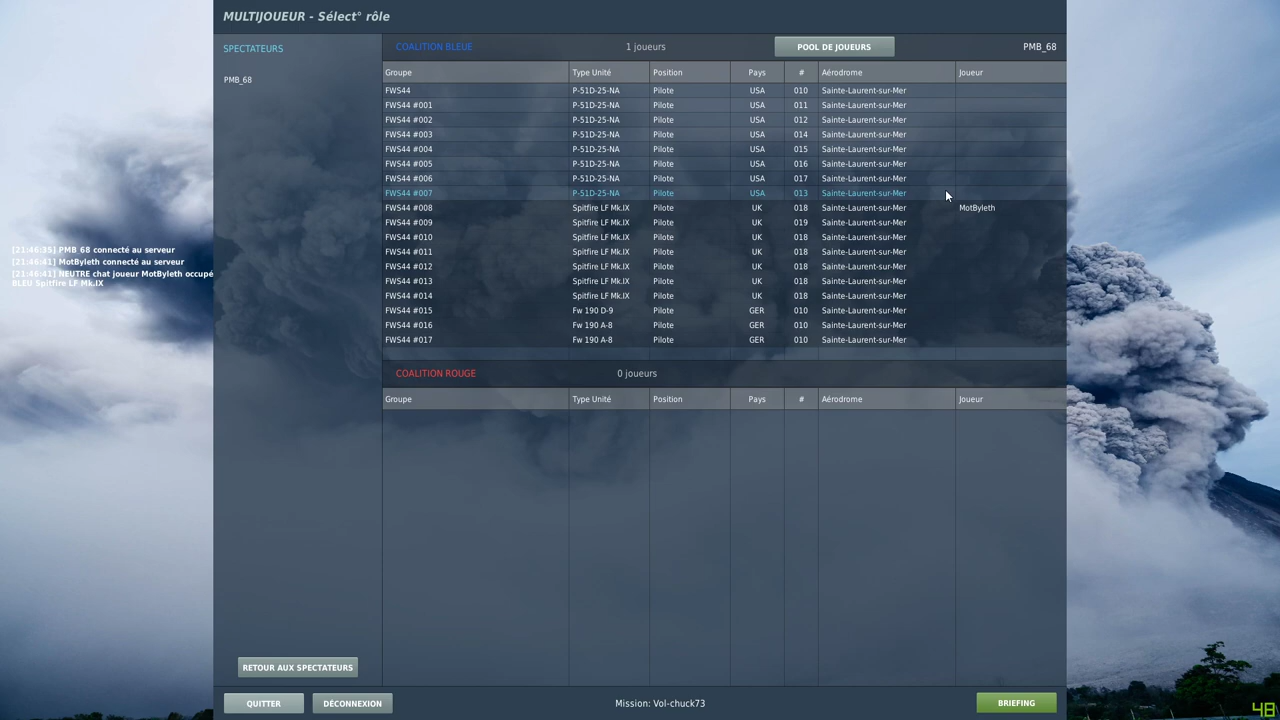 MULTIJOUEUR - Sélect° rôle
SPECTATEURS
PMB_68
COALITION BLEUE 1 joueurs POOL DE JOUEURS PMB_68
Groupe Type Unité Position Pays # Aérodrome Joueur
FWS44 P-51D-25-NA Pilote USA 010 Sainte-Laurent-sur-Mer
FWS44 #001 P-51D-25-NA Pilote USA 011 Sainte-Laurent-sur-Mer
FWS44 #002 P-51D-25-NA Pilote USA 012 Sainte-Laurent-sur-Mer
FWS44 #003 P-51D-25-NA Pilote USA 014 Sainte-Laurent-sur-Mer
FWS44 #004 P-51D-25-NA Pilote USA 015 Sainte-Laurent-sur-Mer
FWS44 #005 P-51D-25-NA Pilote USA 016 Sainte-Laurent-sur-Mer
FWS44 #006 P-51D-25-NA Pilote USA 017 Sainte-Laurent-sur-Mer
FWS44 #007 P-51D-25-NA Pilote USA 013 Sainte-Laurent-sur-Mer
FWS44 #008 Spitfire LF Mk.IX Pilote UK 018 Sainte-Laurent-sur-Mer MotByleth
FWS44 #009 Spitfire LF Mk.IX Pilote UK 019 Sainte-Laurent-sur-Mer
FWS44 #010 Spitfire LF Mk.IX Pilote UK 018 Sainte-Laurent-sur-Mer
FWS44 #011 Spitfire LF Mk.IX Pilote UK 018 Sainte-Laurent-sur-Mer
FWS44 #012 Spitfire LF Mk.IX Pilote UK 018 Sainte-Laurent-sur-Mer
FWS44 #013 Spitfire LF Mk.IX Pilote UK 018 Sainte-Laurent-sur-Mer
FWS44 #014 Spitfire LF Mk.IX Pilote UK 018 Sainte-Laurent-sur-Mer
FWS44 #015 Fw 190 D-9 Pilote GER 010 Sainte-Laurent-sur-Mer
FWS44 #016 Fw 190 A-8 Pilote GER 010 Sainte-Laurent-sur-Mer
FWS44 #017 Fw 190 A-8 Pilote GER 010 Sainte-Laurent-sur-Mer
[21:46:35] PMB_68 connecté au serveur
[21:46:41] MotByleth connecté au serveur
[21:46:41] NEUTRE chat joueur MotByleth occupé
BLEU Spitfire LF Mk.IX
COALITION ROUGE 0 joueurs
Groupe Type Unité Position Pays # Aérodrome Joueur
RETOUR AUX SPECTATEURS
QUITTER DÉCONNEXION Mission: Vol-chuck73 BRIEFING
48